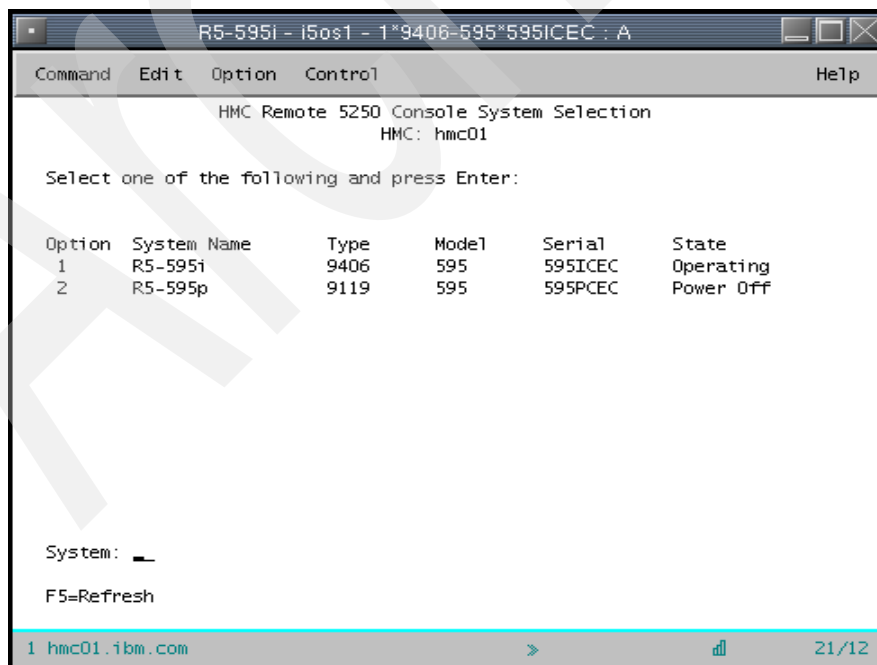 R5-595i - i5os1 - 1*9406-595*595ICEC : A
Command Edit Option Control Help
HMC Remote 5250 Console System Selection
HMC: hmc01
Select one of the following and press Enter:
Option System Name Type Model Serial State
1 R5-595i 9406 595 595ICEC Operating
2 R5-595p 9119 595 595PCEC Power Off
System: _
F5=Refresh
1 hmc01.ibm.com » 21/12